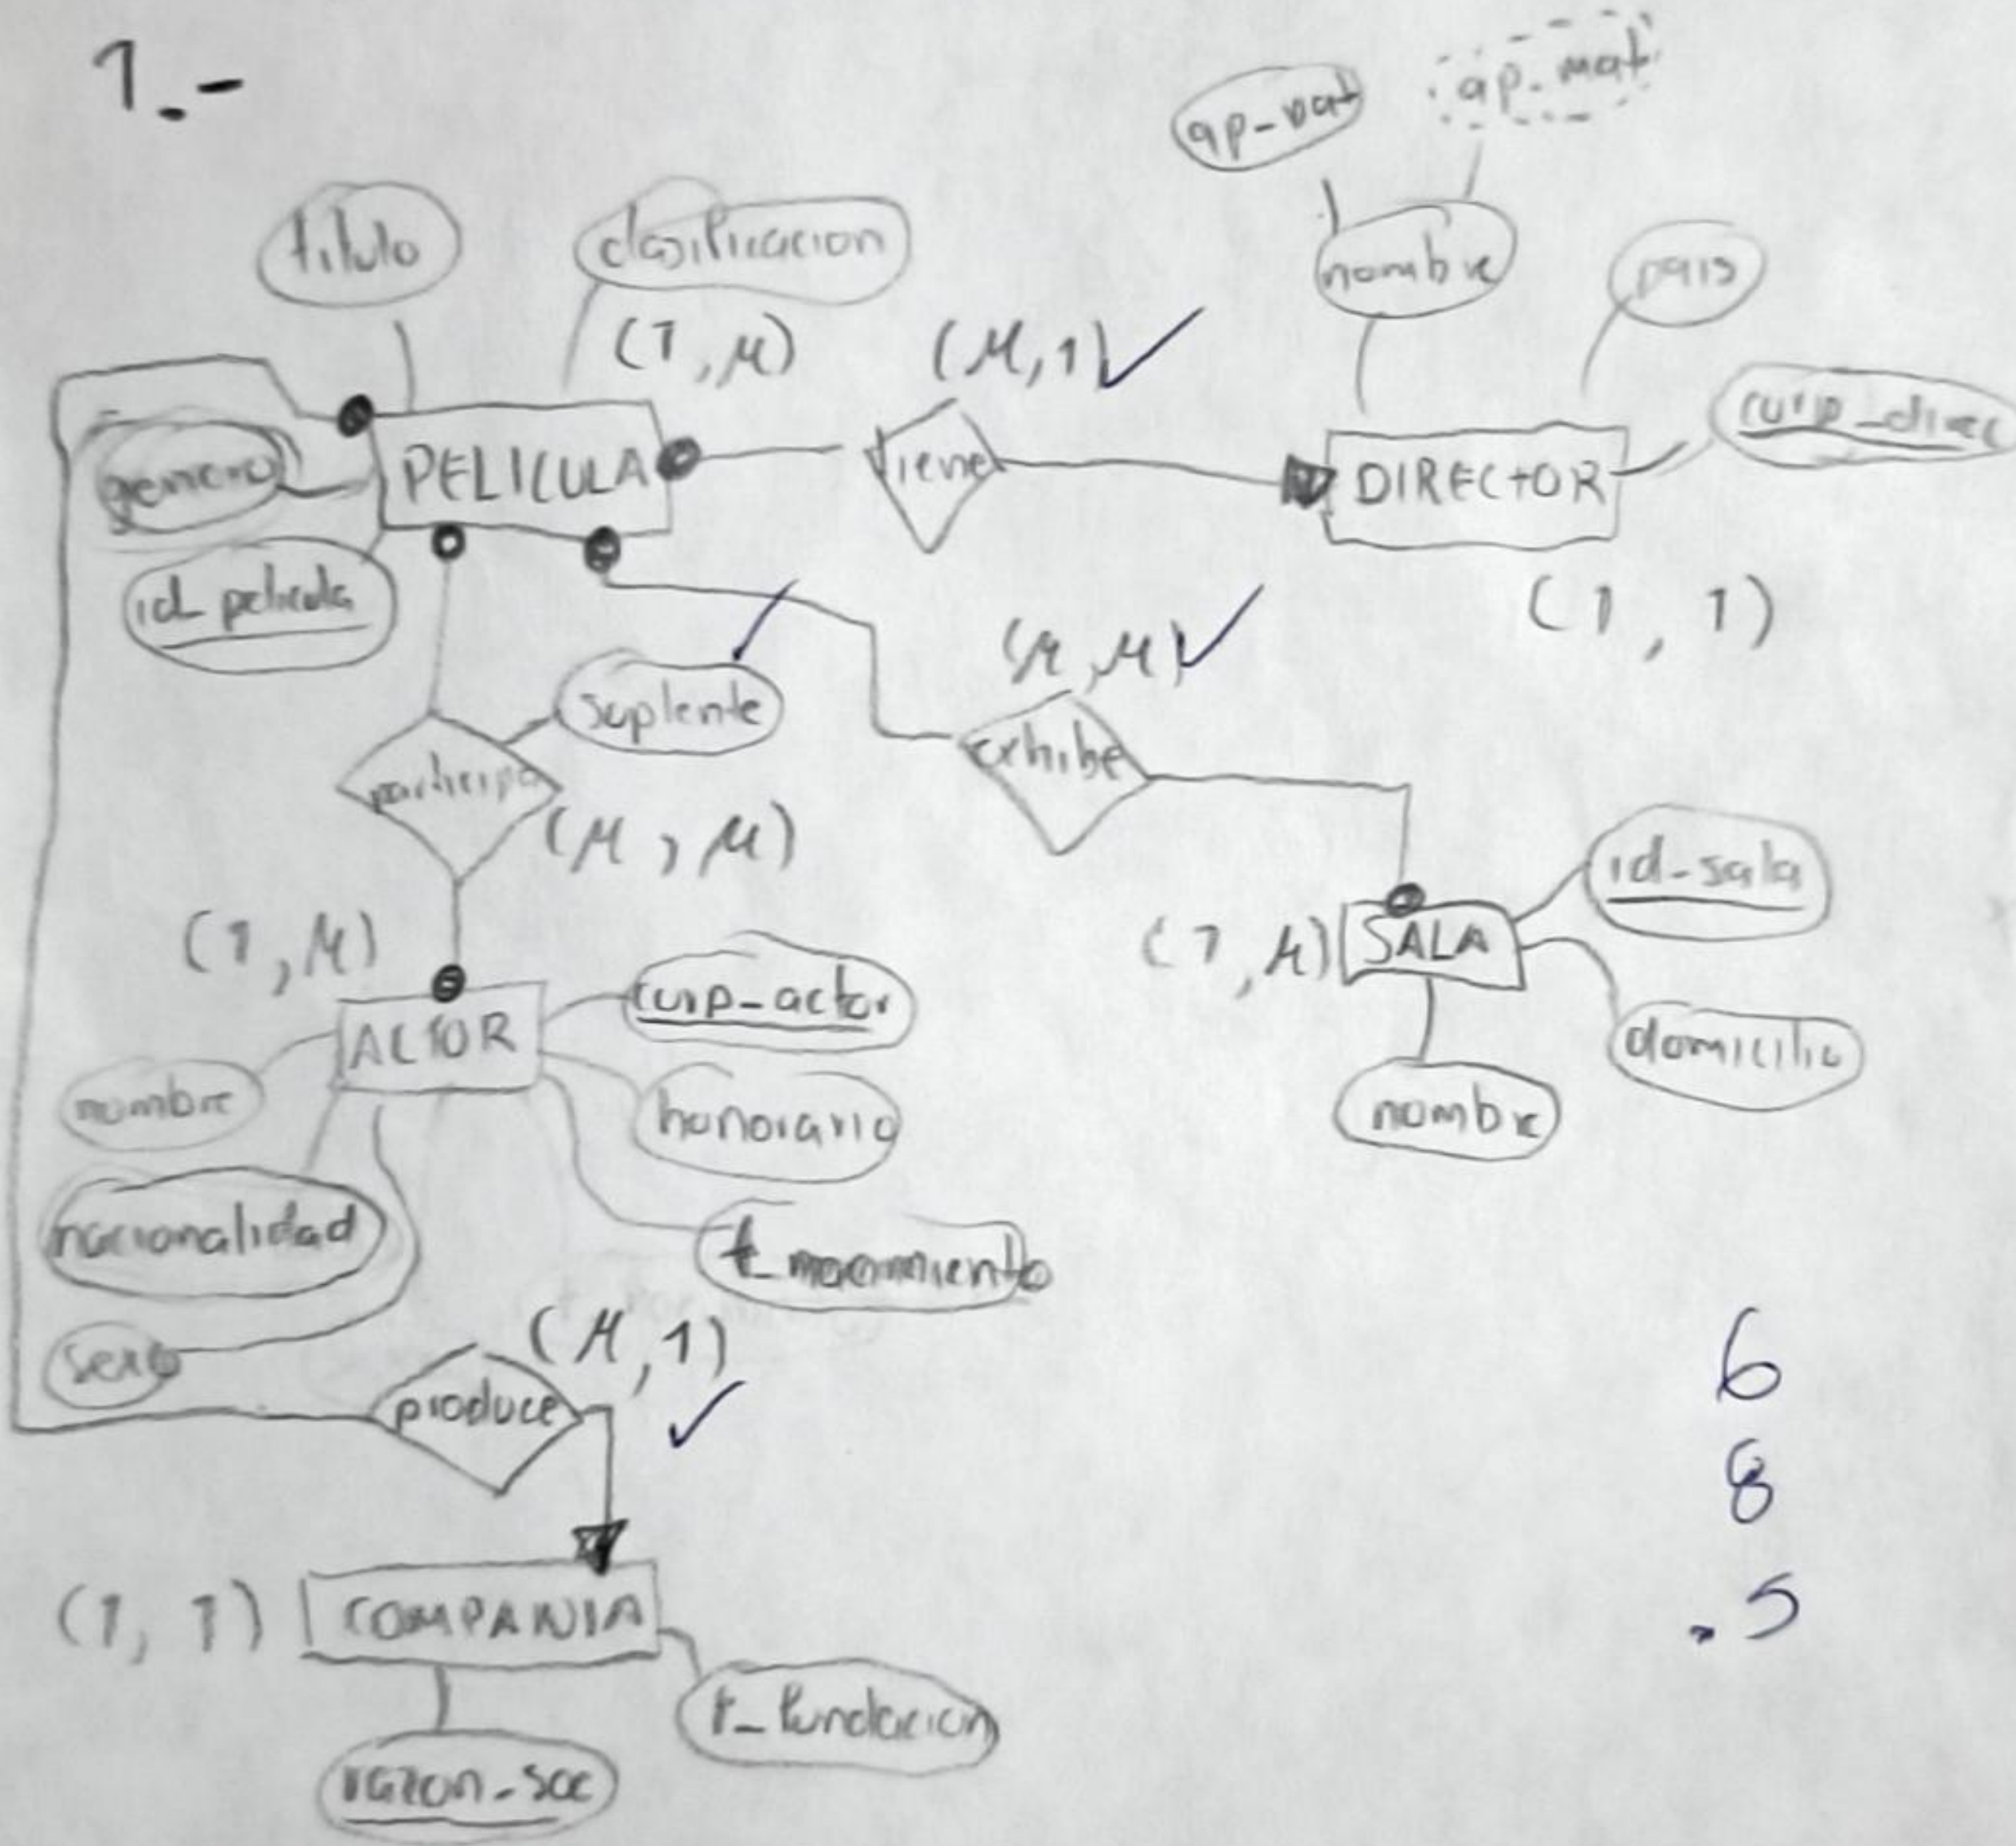 1.-
ap-pat
ap-mat
titulo
clasificacion
nombre
pais
(1,M)
(M,1)
genero
PELICULA
tiene
DIRECTOR
curp_direc
id_pelicula
(1, 1)
(M,M)
suplente
exhibe
participa
(M, M)
id-sala
(1,M)
(1,M)
SALA
curp-actor
ACTOR
domicilio
nombre
honorario
nombre
nacionalidad
(M,1)
sexo
produce
6
8
.5
(1, 1)
COMPANIA
f_fundacion
razon-soc